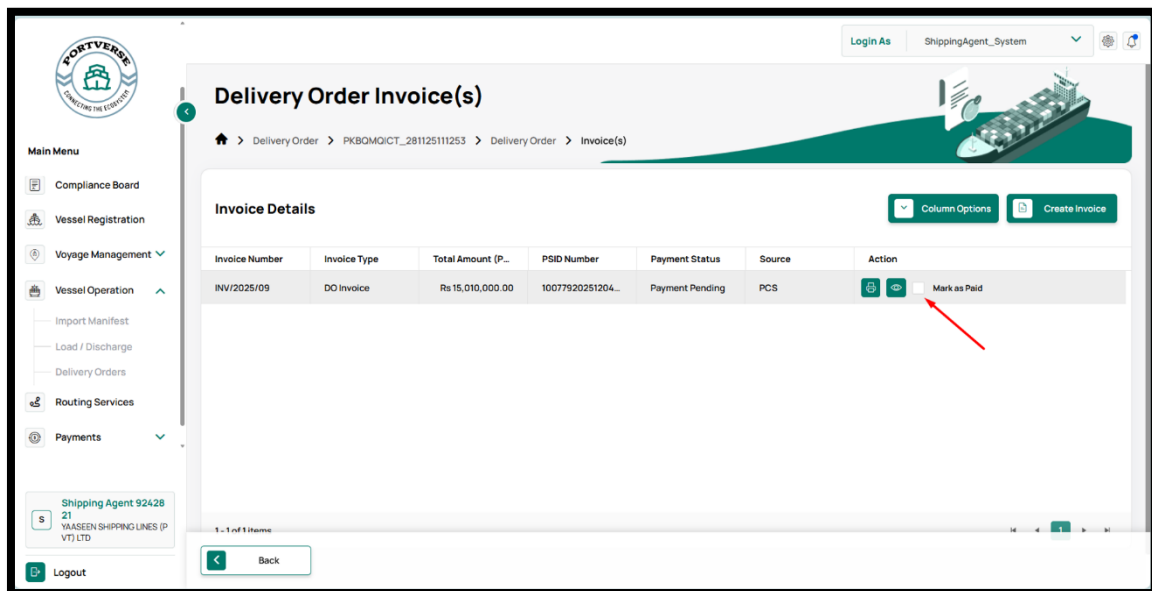 PORTVERSE
CONNECTING THE ECOSYSTEM
Login As ShippingAgent_System
Delivery Order Invoice(s)
Delivery Order > PKBQMQICT_281125111253 > Delivery Order > Invoice(s)
Main Menu
Compliance Board
Vessel Registration
Voyage Management
Vessel Operation
Import Manifest
Load / Discharge
Delivery Orders
Routing Services
Payments
Invoice Details
Column Options
Create Invoice
Invoice Number Invoice Type Total Amount (P... PSID Number Payment Status Source Action
INV/2025/09 DO Invoice Rs 15,010,000.00 10077920251204... Payment Pending PCS Mark as Paid
1 - 1 of 1 items
1
S
Shipping Agent 92428
21
YAASEEN SHIPPING LINES (P
VT) LTD
Back
Logout